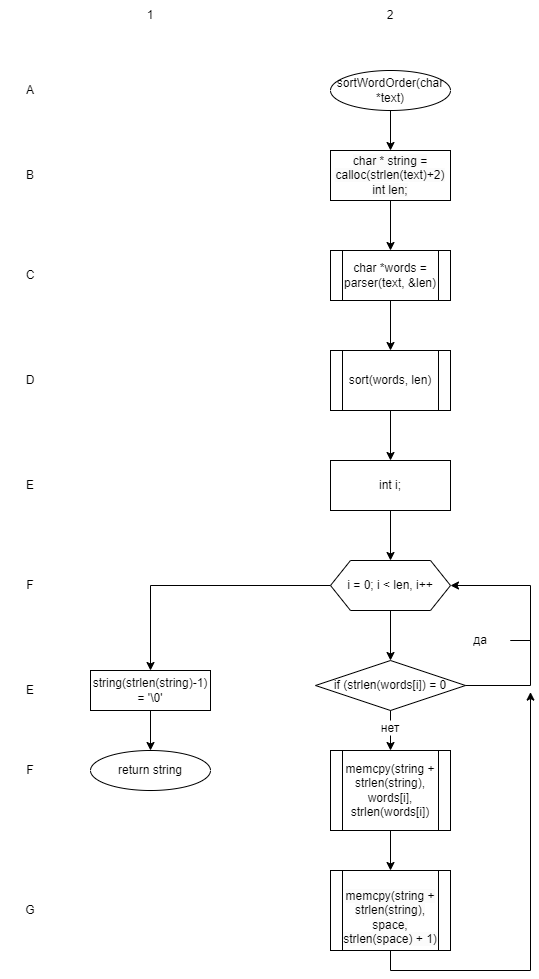 1
2
A
sortWordOrder(char
*text)
B
char * string =
calloc(strlen(text)+2)
int len;
C
char *words =
parser(text, &len)
D
sort(words, len)
E
int i;
F
i = 0; i < len, i++
да
E
string(strlen(string)-1)
= '\0'
if (strlen(words[i]) = 0
нет
F
return string
memcpy(string +
strlen(string),
words[i],
strlen(words[i])
G
memcpy(string +
strlen(string),
space,
strlen(space) + 1)